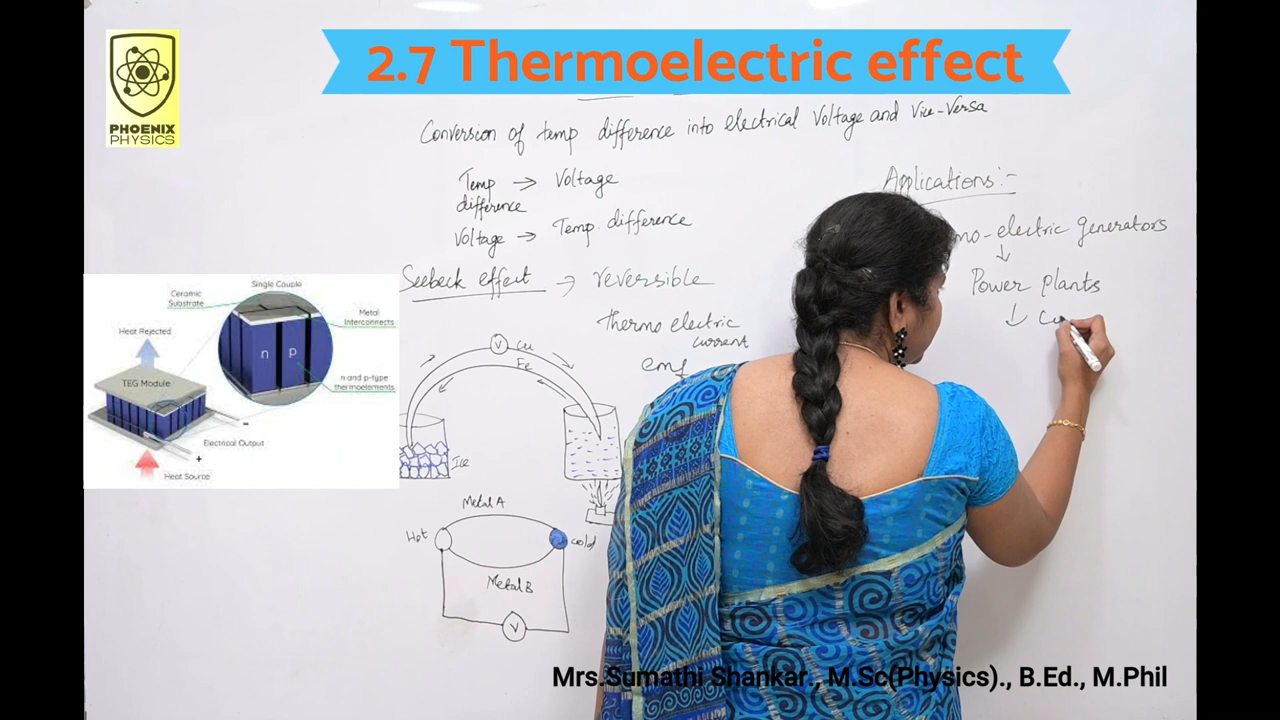 2.7 Thermoelectric effect
PHOENIX
PHYSICS
Conversion of temp difference into electrical Voltage and Vice-Versa
Temp difference → Voltage
Voltage → Temp. difference
Seebeck effect → reversible
Thermo electric
current
emf
V
Cu
Fe
Ice
Metal A
Hot
cold
Metal B
V
Applications:-
mo-electric generators
↓
Power plants
↓
Single Couple
Ceramic
Substrate
Metal
Interconnects
Heat Rejected
n p
TEG Module
n and p-type
thermoelements
-
Electrical Output
+
Heat Source
Mrs.Sumathi Shankar., M.Sc(Physics)., B.Ed., M.Phil